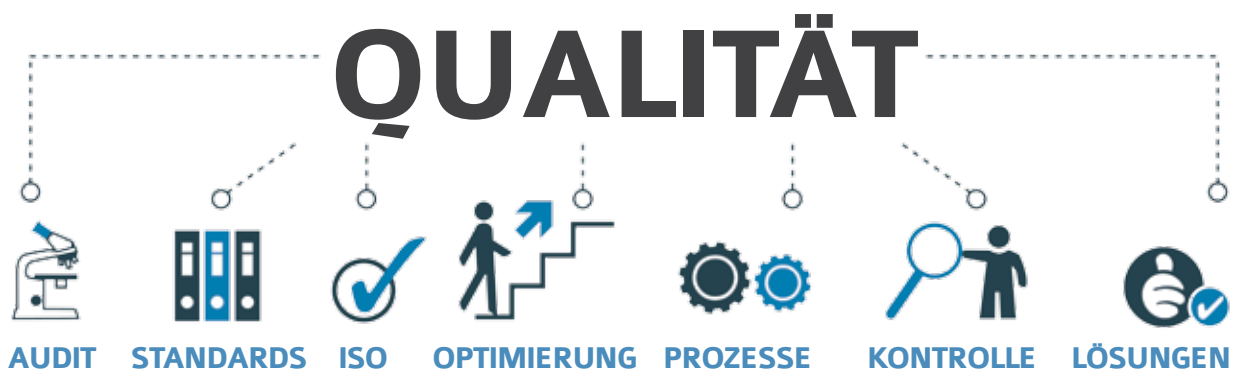 QUALITÄT
AUDIT STANDARDS ISO OPTIMIERUNG PROZESSE KONTROLLE LÖSUNGEN